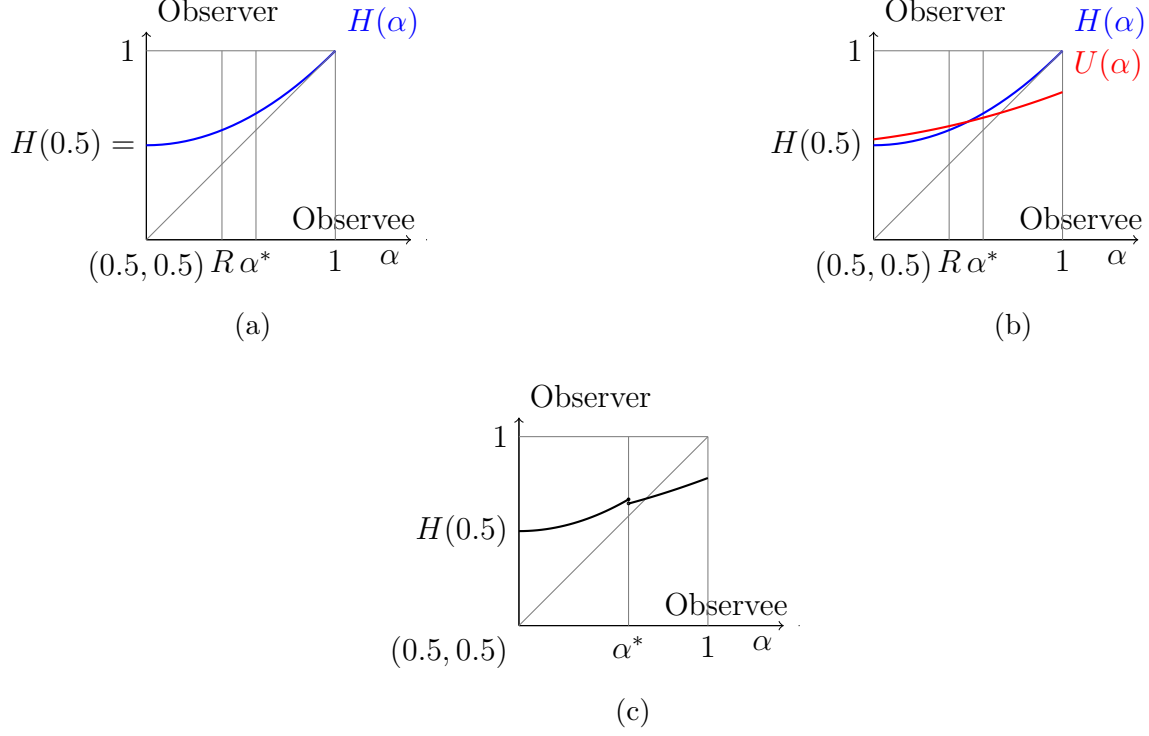 Observer
H(α)
1
H(0.5) =
Observee
(0.5, 0.5) R α* 1 α
(a)
Observer
H(α)
1
U(α)
H(0.5)
Observee
(0.5, 0.5) R α* 1 α
(b)
Observer
1
H(0.5)
Observee
(0.5, 0.5) α* 1 α
(c)